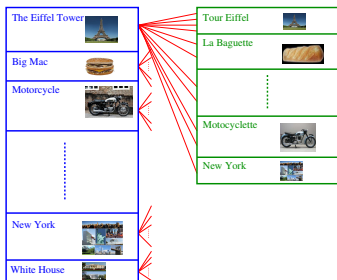 The Eiffel Tower
Big Mac
Motorcycle
New York
White House
Tour Eiffel
La Baguette
Motocyclette
New York